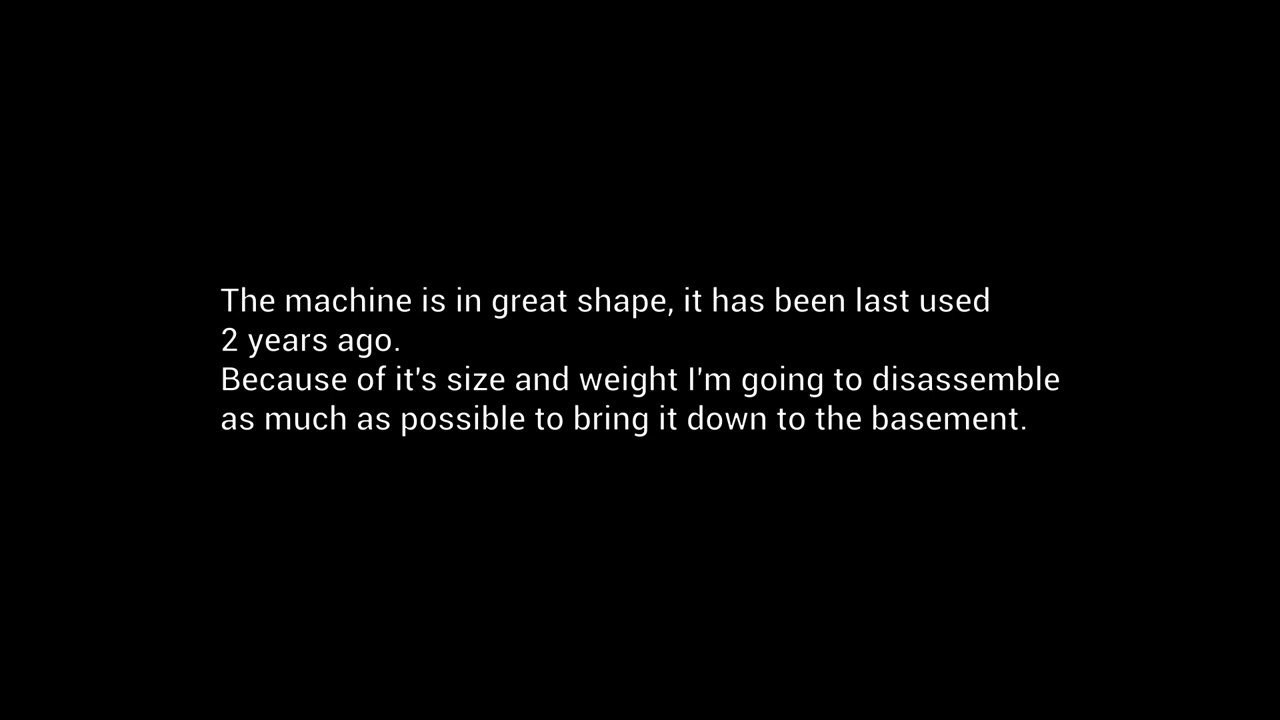 The machine is in great shape, it has been last used
2 years ago.
Because of it's size and weight I'm going to disassemble
as much as possible to bring it down to the basement.